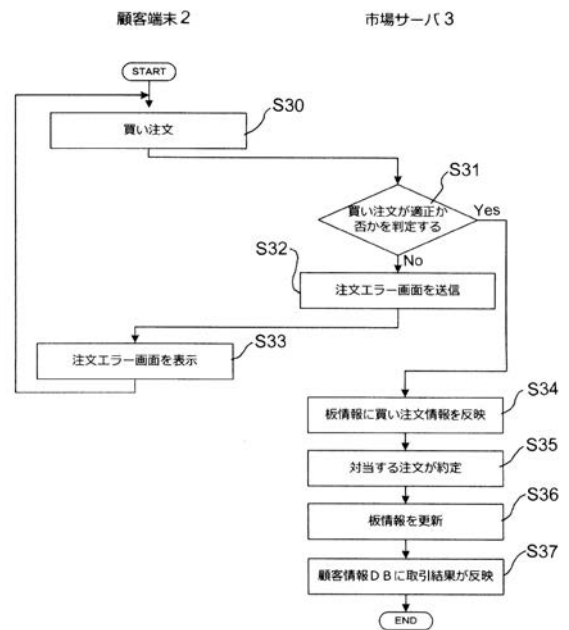 顧客端末2
市場サーバ3
START
買い注文
S30
S31
買い注文が適正か
否かを判定する
Yes
No
S32
注文エラー画面を送信
注文エラー画面を表示
S33
板情報に買い注文情報を反映
S34
対当する注文が約定
S35
板情報を更新
S36
顧客情報DBに取引結果が反映
S37
END